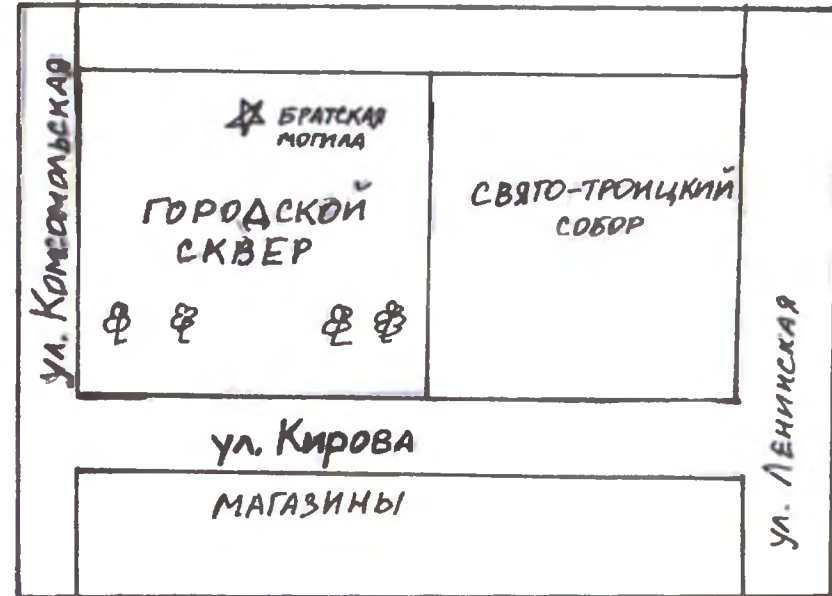 ул. Комсомольская
БРАТСКАЯ
МОГИЛА
ГОРОДСКОЙ
СКВЕР
СВЯТО-ТРОИЦКИЙ
СОБОР
ул. Ленинская
ул. Кирова
МАГАЗИНЫ